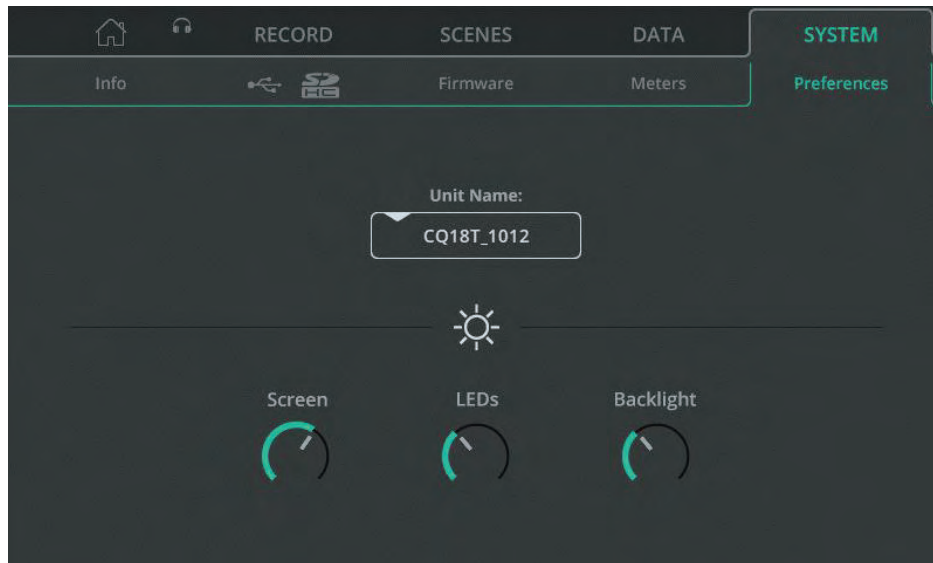 RECORD SCENES DATA SYSTEM
Info SD HC Firmware Meters Preferences
Unit Name:
CQ18T_1012
Screen LEDs Backlight